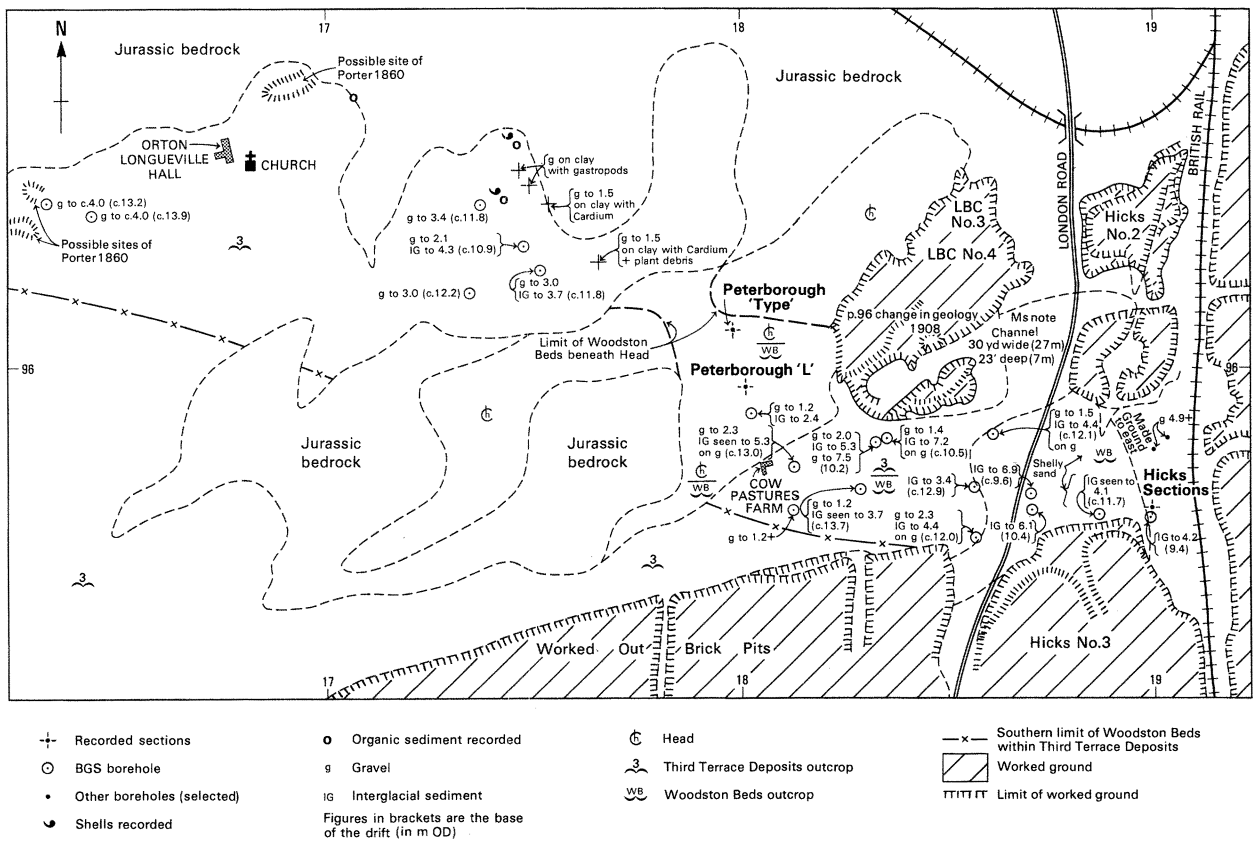 17
18
19
N
Jurassic bedrock
Possible site of
Porter 1860
Jurassic bedrock
BRITISH RAIL
LONDON ROAD
ORTON
LONGUEVILLE
HALL
CHURCH
g on clay
with gastropods
g to 1.5
on clay with
Cardium
g to c.4.0 (c.13.2)
g to c.4.0 (c.13.9)
Possible sites of
Porter 1860
3
g to 3.4 (c.11.8)
g to 2.1
IG to 4.3 (c.10.9)
g to 1.5
on clay with Cardium
+ plant debris
g to 3.0
IG to 3.7 (c.11.8)
g to 3.0 (c.12.2)
h
LBC
No.3
LBC No.4
Hicks
No.2
Peterborough
'Type'
p.96 change in geology
1908
Ms note
Channel
30 yd wide (27m)
23' deep (7m)
h
WB
Limit of Woodston
Beds beneath Head
96
96
Peterborough 'L'
h
Jurassic
bedrock
Jurassic
bedrock
g to 1.2
IG to 2.4
g to 2.3
IG seen to 5.3
on g (c.13.0)
g to 2.0
IG to 5.3
g to 7.5
(10.2)
g to 1.4
IG to 7.2
on g (c.10.5)
g to 1.5
IG to 4.4
(c.12.1)
on g
Made
Ground
to east
g 4.9+
h
WB
COW
PASTURES
FARM
3
WB
IG to 3.4
(c.12.9)
IG to 6.9
(c.9.6)
Shelly
sand
WB
IG seen to
4.1
(c.11.7)
Hicks
Sections
g to 1.2
IG seen to 3.7
(c.13.7)
g to 1.2+
g to 2.3
IG to 4.4
on g (c.12.0)
IG to 6.1
(10.4)
IG to 4.2
(9.4)
3
3
Worked Out Brick Pits
Hicks No.3
17
18
19
Recorded sections
BGS borehole
Other boreholes (selected)
Shells recorded
o Organic sediment recorded
g Gravel
IG Interglacial sediment
Figures in brackets are the base
of the drift (in m OD)
h Head
3 Third Terrace Deposits outcrop
WB Woodston Beds outcrop
Southern limit of Woodston Beds
within Third Terrace Deposits
Worked ground
Limit of worked ground